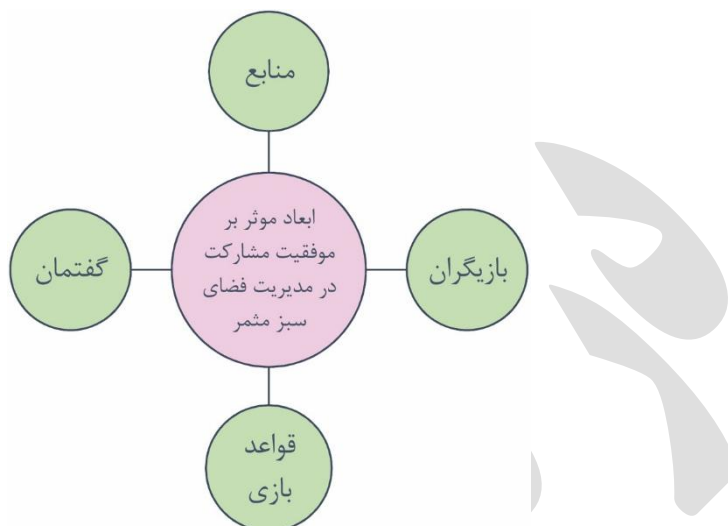 منابع
ابعاد موثر بر
موفقیت مشارکت
در مدیریت فضای
سبز مثمر
بازیگران
گفتمان
قواعد
بازی